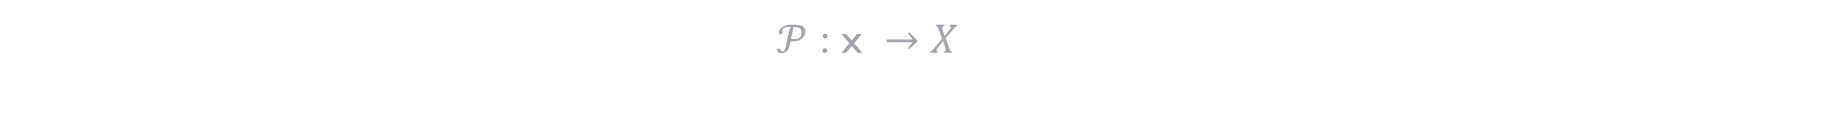 𝒫 : 𝐱 → 𝑋